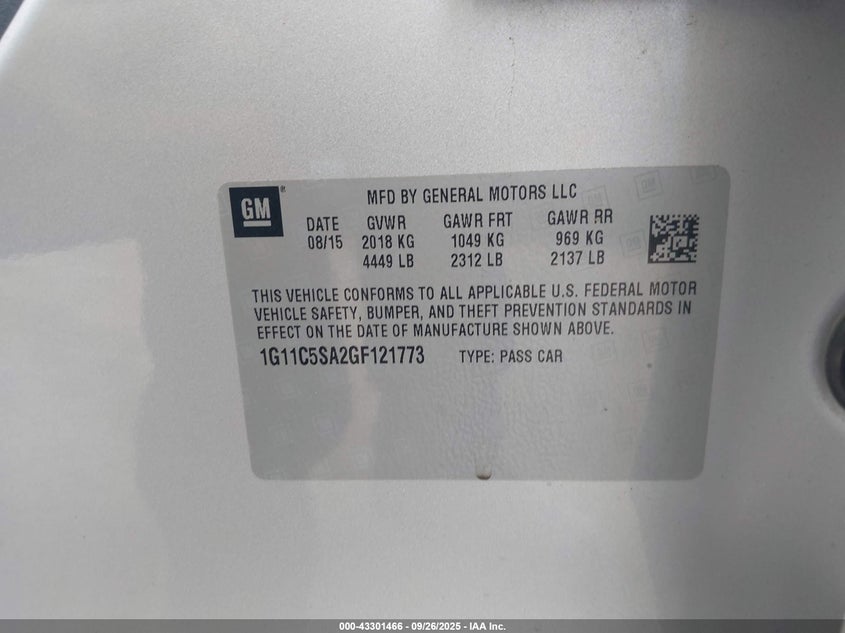 GM
MFD BY GENERAL MOTORS LLC
DATE GVWR GAWR FRT GAWR RR
08/15 2018 KG 1049 KG 969 KG
4449 LB 2312 LB 2137 LB
THIS VEHICLE CONFORMS TO ALL APPLICABLE U.S. FEDERAL MOTOR
VEHICLE SAFETY, BUMPER, AND THEFT PREVENTION STANDARDS IN
EFFECT ON THE DATE OF MANUFACTURE SHOWN ABOVE.
1G11C5SA2GF121773 TYPE: PASS CAR
000-43301466 - 09/26/2025 - IAA Inc.